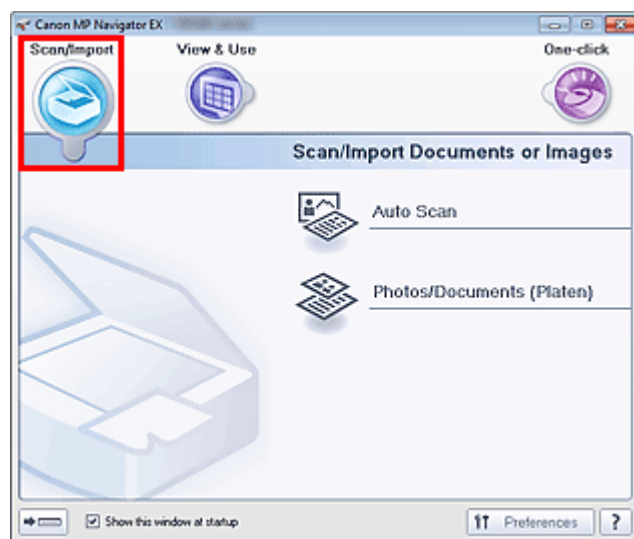 Canon MP Navigator EX
Scan/Import View & Use One-click
Scan/Import Documents or Images
Auto Scan
Photos/Documents (Platen)
Show this window at startup Preferences ?